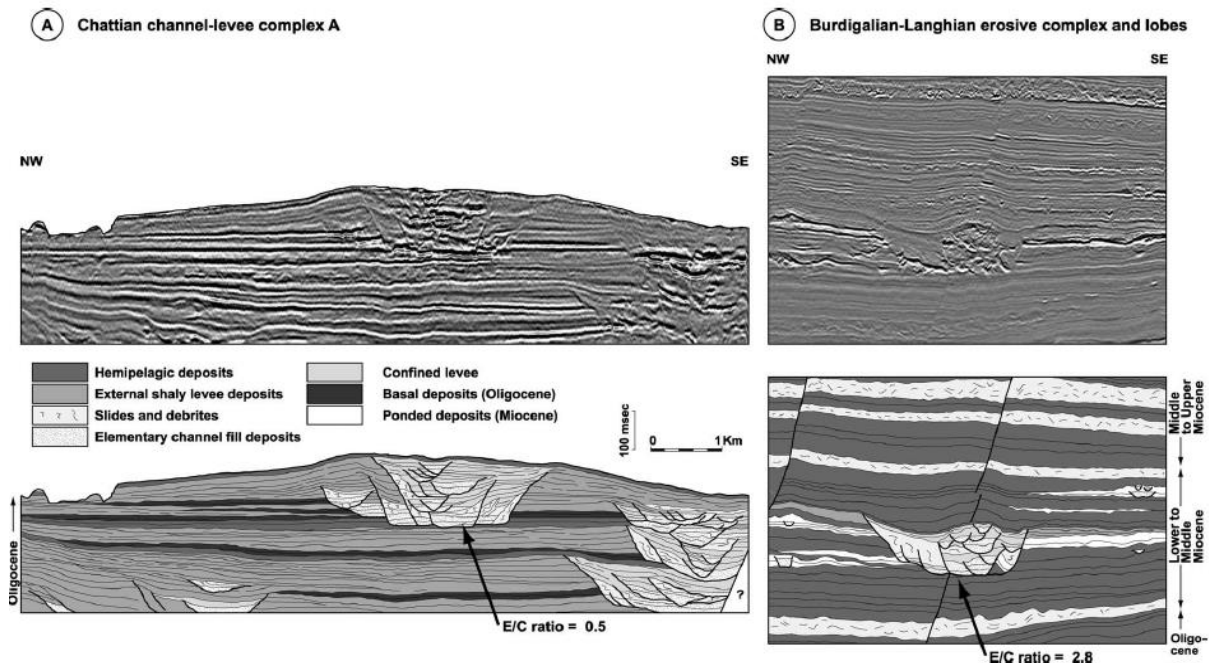 A Chattian channel-levee complex A
B Burdigalian-Langhian erosive complex and lobes
NW
SE
NW
SE
Hemipelagic deposits
External shaly levee deposits
Slides and debrites
Elementary channel fill deposits
Confined levee
Basal deposits (Oligocene)
Ponded deposits (Miocene)
100 msec
0 1 Km
Oligocene
?
E/C ratio = 0.5
Middle
to Upper
Miocene
Lower to
Middle
Miocene
Oligo-
cene
E/C ratio = 2.8